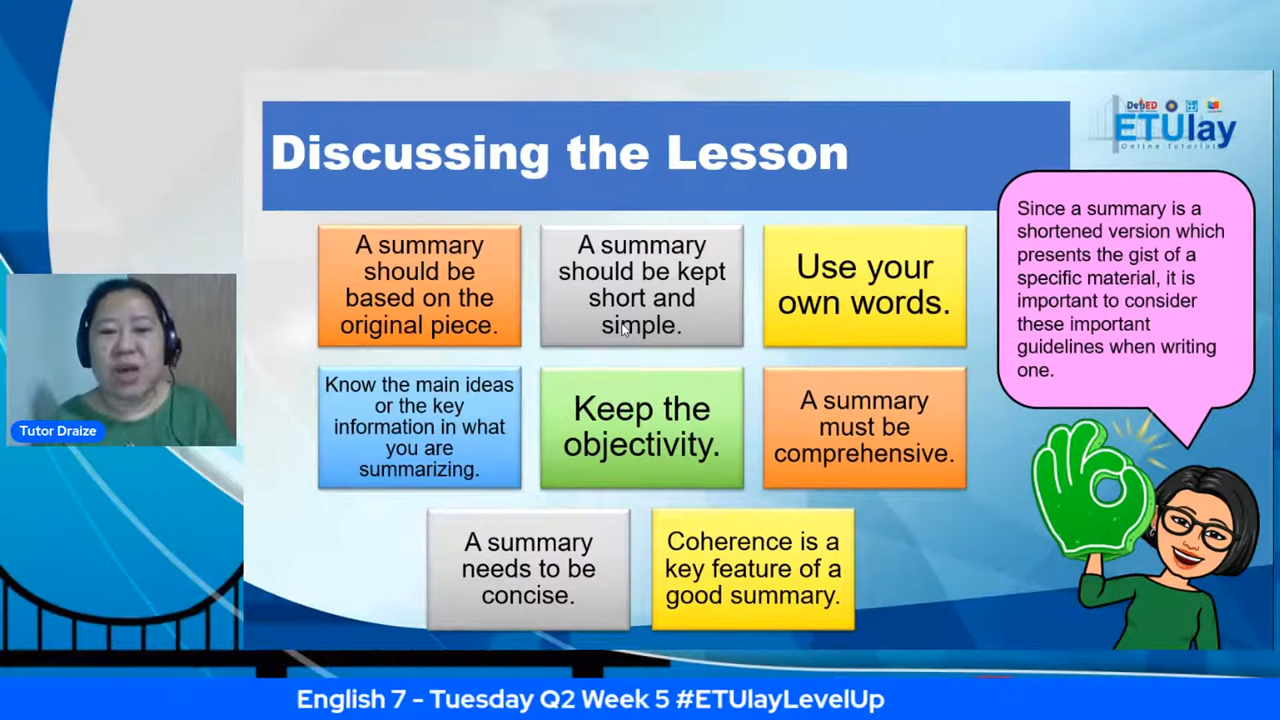 Discussing the Lesson
DepED
ETUlay
Online Tutorial
A summary
should be
based on the
original piece.
A summary
should be kept
short and
simple.
Use your
own words.
Know the main ideas
or the key
information in what
you are
summarizing.
Keep the
objectivity.
A summary
must be
comprehensive.
A summary
needs to be
concise.
Coherence is a
key feature of a
good summary.
Since a summary is a
shortened version which
presents the gist of a
specific material, it is
important to consider
these important
guidelines when writing
one.
Tutor Draize
English 7 - Tuesday Q2 Week 5 #ETUlayLevelUp